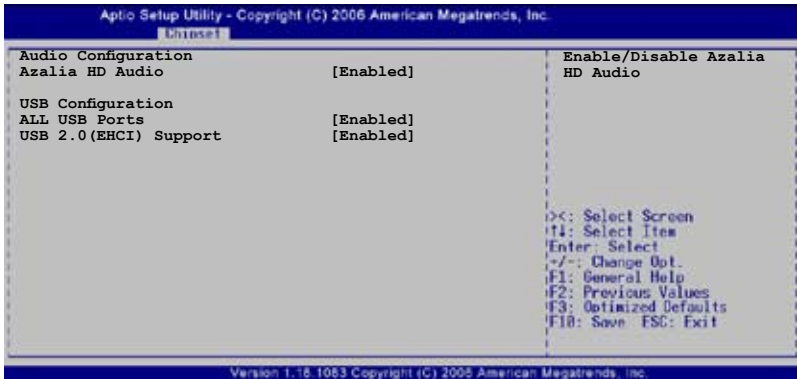 Aptio Setup Utility - Copyright (C) 2006 American Megatrends, Inc.
Chipset
Audio Configuration
Azalia HD Audio [Enabled]
USB Configuration
ALL USB Ports [Enabled]
USB 2.0(EHCI) Support [Enabled]
Enable/Disable Azalia
HD Audio
><: Select Screen
↑↓: Select Item
Enter: Select
+/-: Change Opt.
F1: General Help
F2: Previous Values
F3: Optimized Defaults
F10: Save ESC: Exit
Version 1.16.1083 Copyright (C) 2006 American Megatrends, Inc.